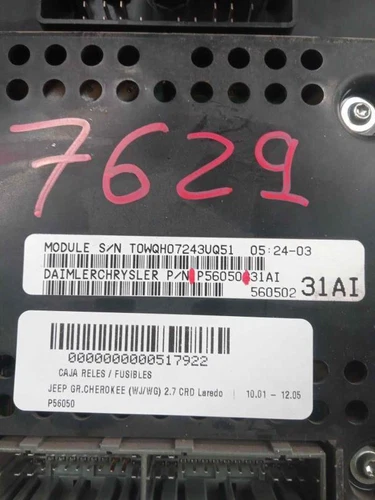 7629
MODULE S/N T0WQH07243UQ51 05:24-03
DAIMLERCHRYSLER P/N P56050 31AI
560502 31AI
0000000000517922
CAJA RELES / FUSIBLES
JEEP GR.CHEROKEE (WJ/WG) 2.7 CRD Laredo 10.01 - 12.05
P56050